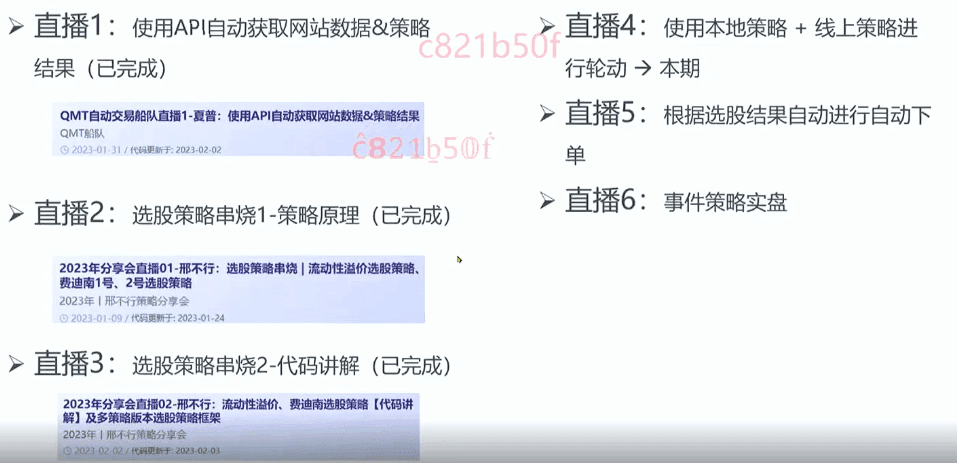 直播1：使用API自动获取网站数据&策略
结果（已完成）
QMT自动交易船队直播1-夏普：使用API自动获取网站数据&策略结果
QMT船队
2023-01-31 / 代码更新于: 2023-02-02
直播2：选股策略串烧1-策略原理（已完成）
2023年分享会直播01-邢不行：选股策略串烧 | 流动性溢价选股策略、
费迪南1号、2号选股策略
2023年 | 邢不行策略分享会
2023-01-09 / 代码更新于: 2023-01-24
直播3：选股策略串烧2-代码讲解（已完成）
2023年分享会直播02-邢不行：流动性溢价、费迪南选股策略【代码讲
解】及多策略版本选股策略框架
2023年 | 邢不行策略分享会
2023-02-02 / 代码更新于: 2023-02-03
直播4：使用本地策略 + 线上策略进
行轮动 → 本期
直播5：根据选股结果自动进行自动下
单
直播6：事件策略实盘
c821b50f
c821b50f